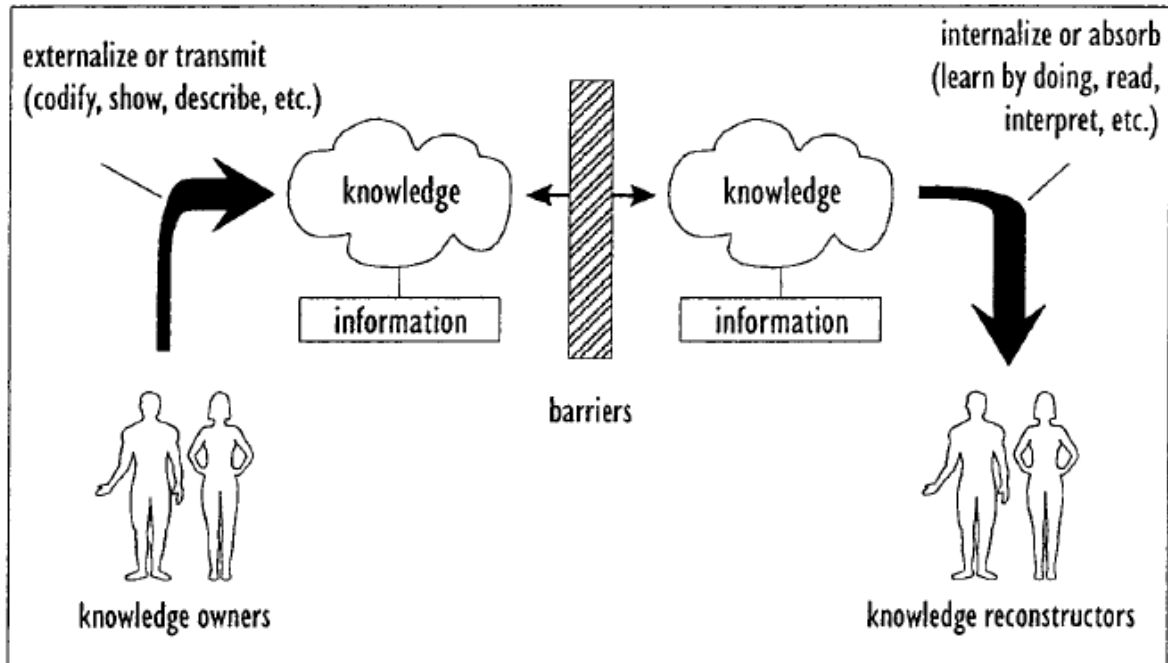 externalize or transmit
(codify, show, describe, etc.)
internalize or absorb
(learn by doing, read,
interpret, etc.)
knowledge
knowledge
information
information
barriers
knowledge owners
knowledge reconstructors